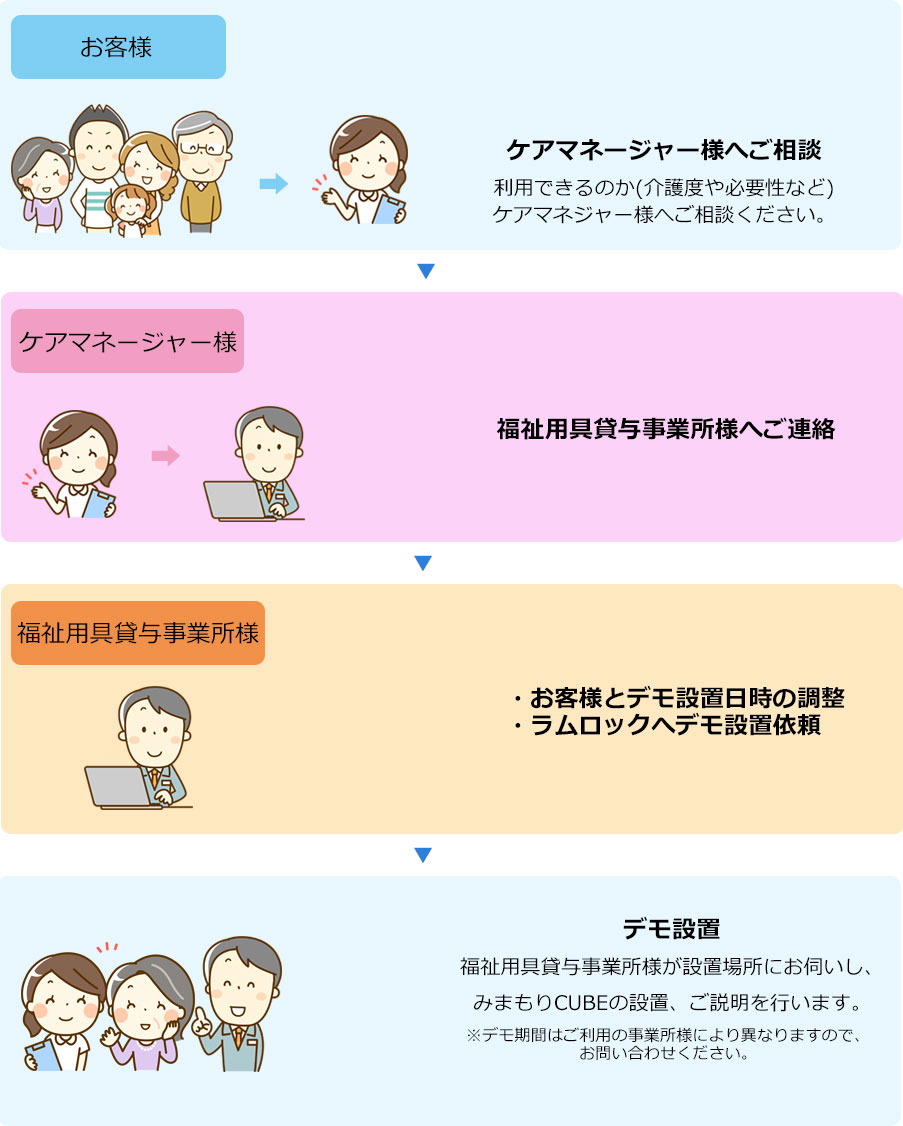 お客様
ケアマネージャー様へご相談
利用できるのか(介護度や必要性など)
ケアマネジャー様へご相談ください。
ケアマネージャー様
福祉用具貸与事業所様へご連絡
福祉用具貸与事業所様
・お客様とデモ設置日時の調整
・ラムロックへデモ設置依頼
デモ設置
福祉用具貸与事業所様が設置場所にお伺いし、
みまもりCUBEの設置、ご説明を行います。
※デモ期間はご利用の事業所様により異なりますので、
お問い合わせください。